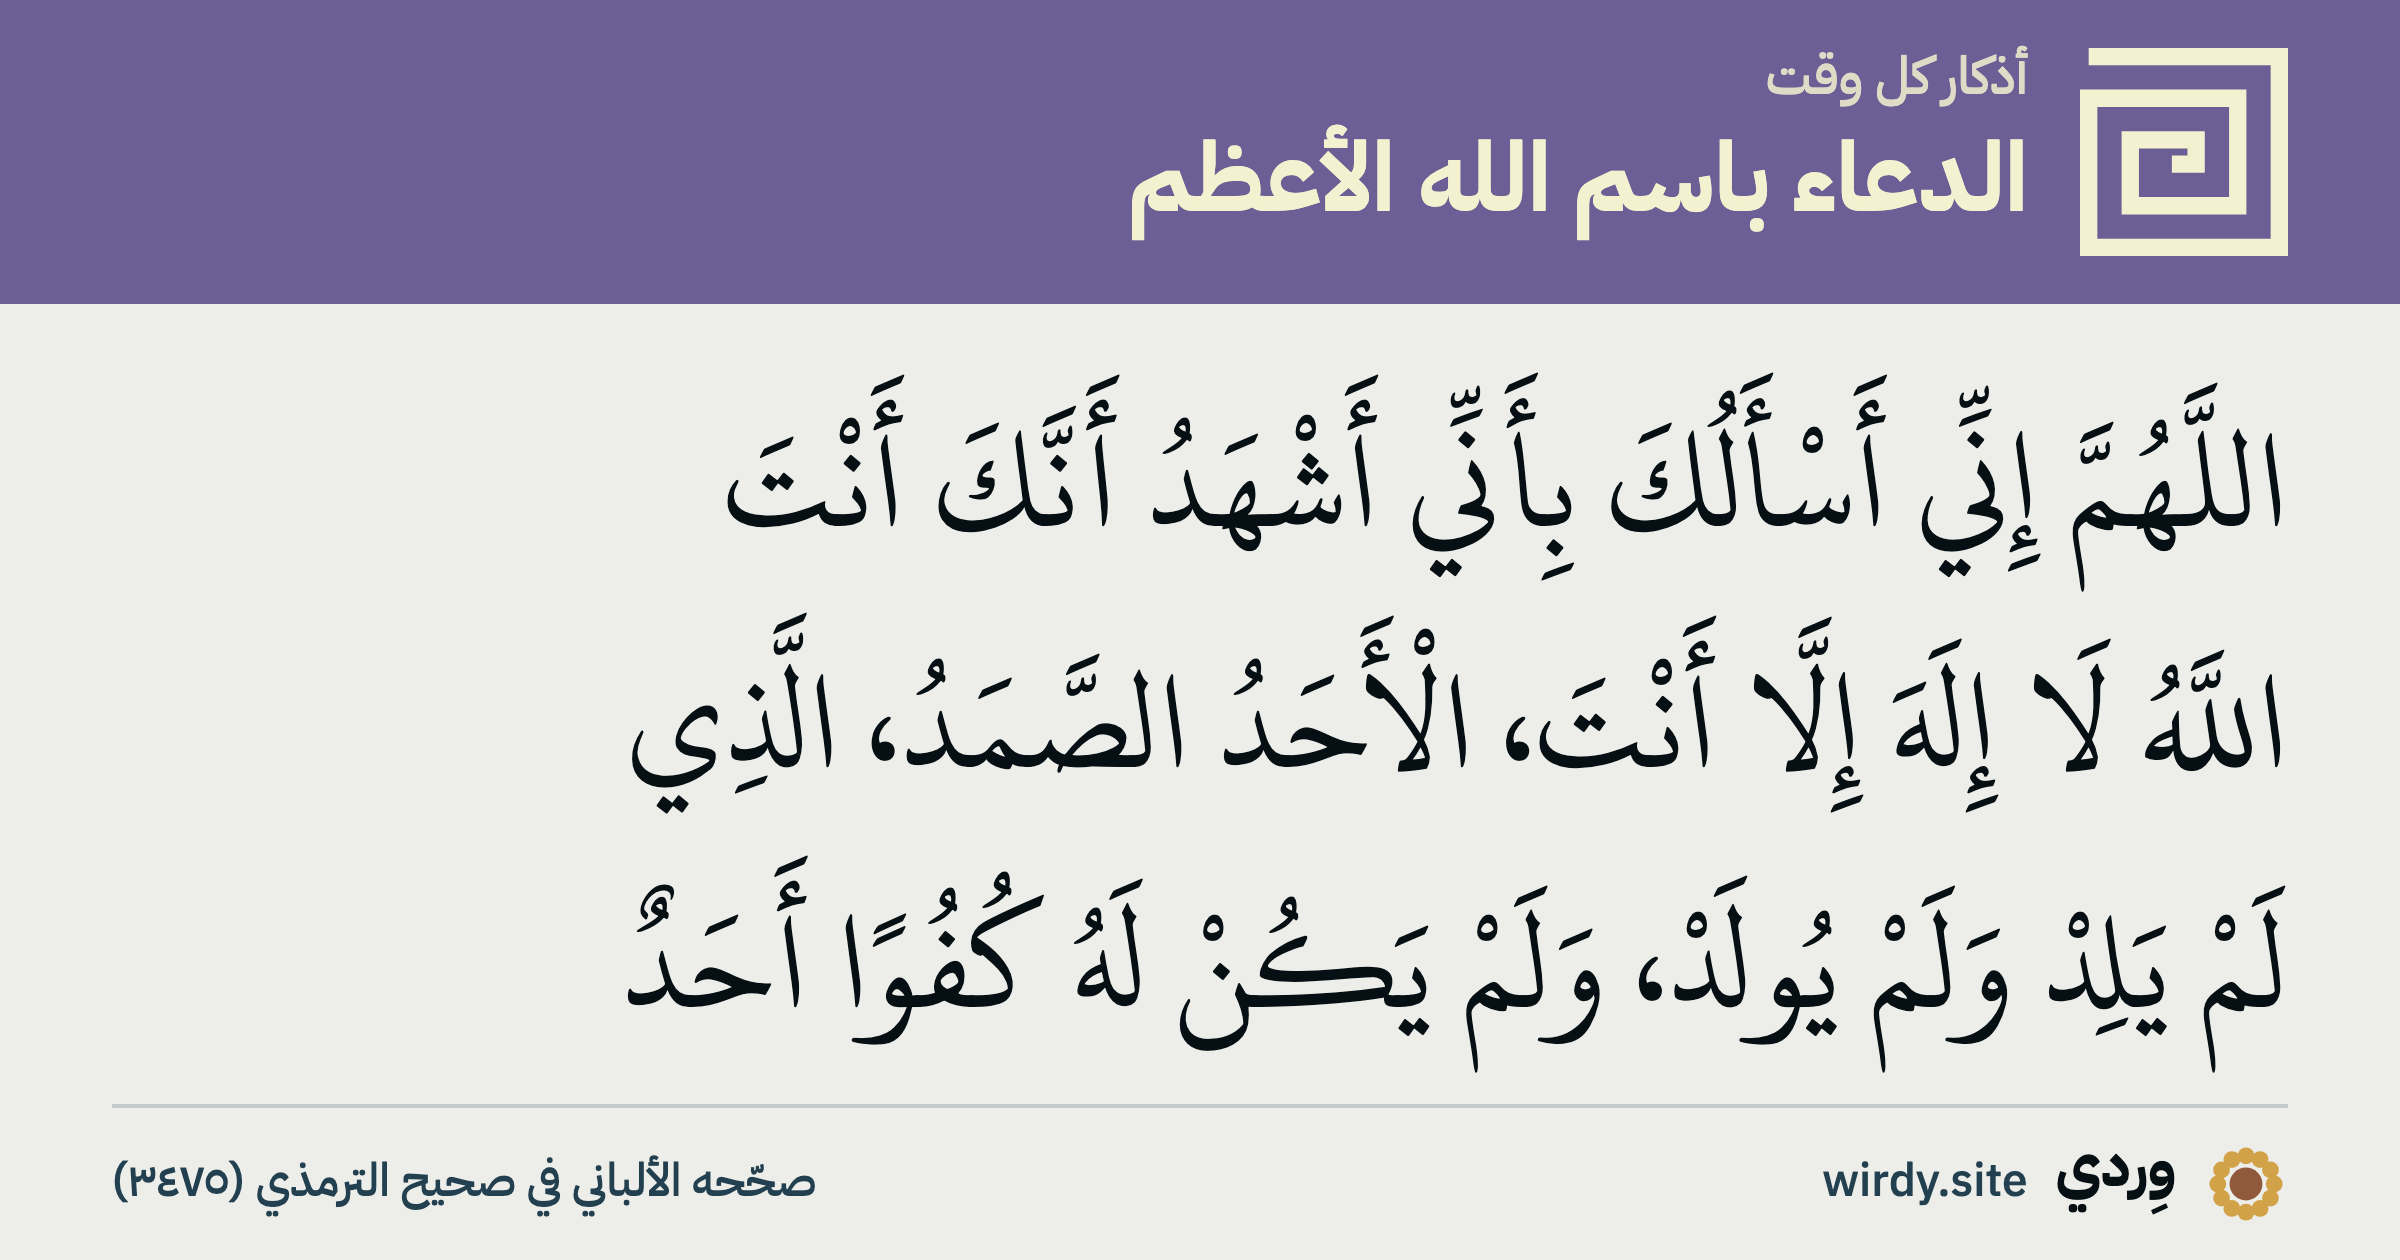 أذكار كل وقت
الدعاء باسم الله الأعظم
اللَّهُمَّ إِنِّي أَسْأَلُكَ بِأَنِّي أَشْهَدُ أَنَّكَ أَنْتَ
اللَّهُ لَا إِلَهَ إِلَّا أَنْتَ، الْأَحَدُ الصَّمَدُ، الَّذِي
لَمْ يَلِدْ وَلَمْ يُولَدْ، وَلَمْ يَكُنْ لَهُ كُفُوًا أَحَدٌ
وِردي wirdy.site
صحّحه الألباني في صحيح الترمذي (٣٤٧٥)